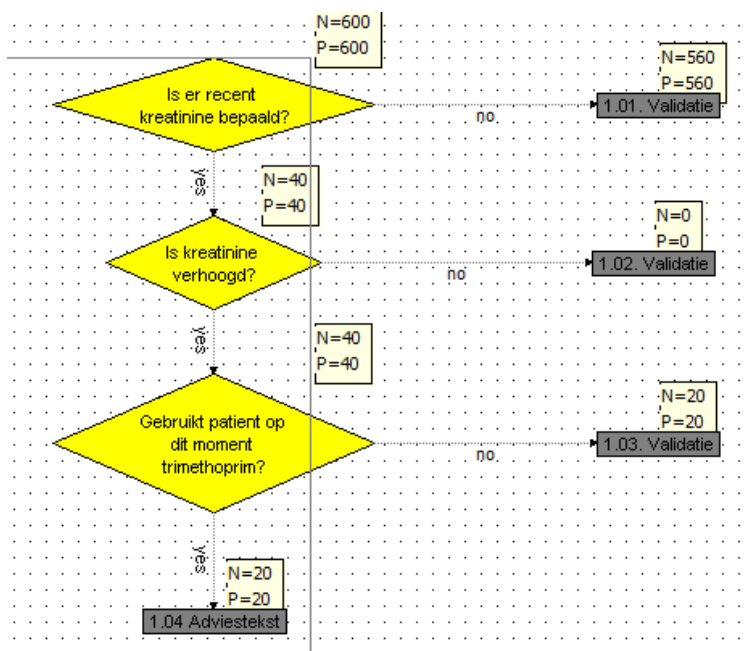 N=600
P=600
Is er recent
kreatinine bepaald?
no
N=560
P=560
1.01. Validatie
yes
N=40
P=40
Is kreatinine
verhoogd?
no
N=0
P=0
1.02. Validatie
yes
N=40
P=40
Gebruikt patient op
dit moment
trimethoprim?
no
N=20
P=20
1.03. Validatie
yes
N=20
P=20
1.04 Adviestekst